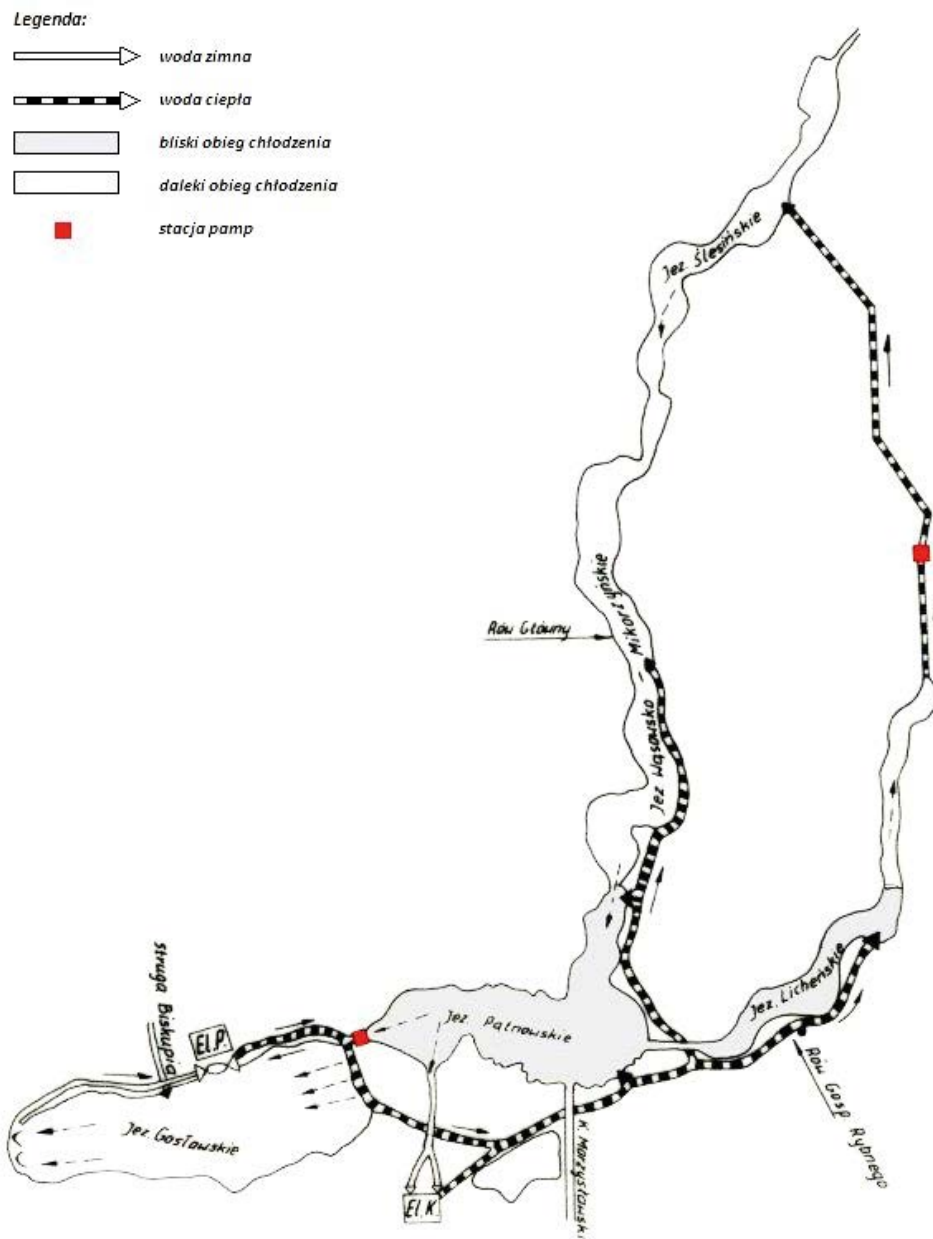 Legenda:
woda zimna
woda ciepła
bliski obieg chłodzenia
daleki obieg chłodzenia
stacja pamp
Jez. Ślesińskie
Mikorzyńskie
Rów Główny
Jez Wąsowsko
Jez. Licheńskie
struga Biskupia
El.P.
Jez. Pątnowskie
Rów Gosp Rybnego
Jez. Gosławskie
K. Morzysławski
El.K